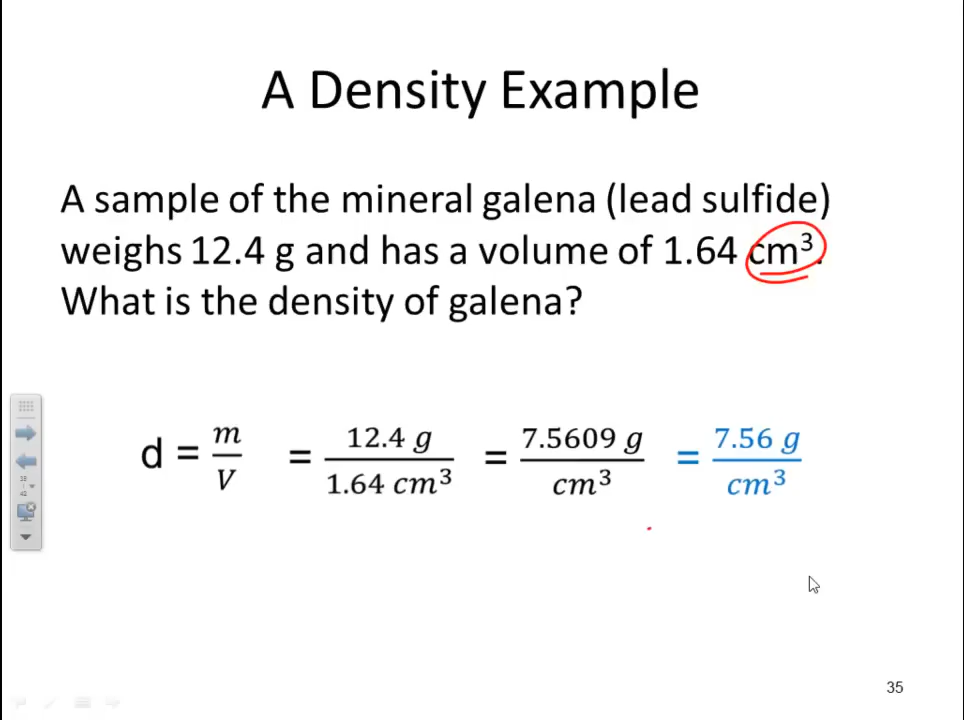 A Density Example
A sample of the mineral galena (lead sulfide)
weighs 12.4 g and has a volume of 1.64 cm³.
What is the density of galena?
d = m/V = 12.4 g/1.64 cm³ = 7.5609 g/cm³ = 7.56 g/cm³
35